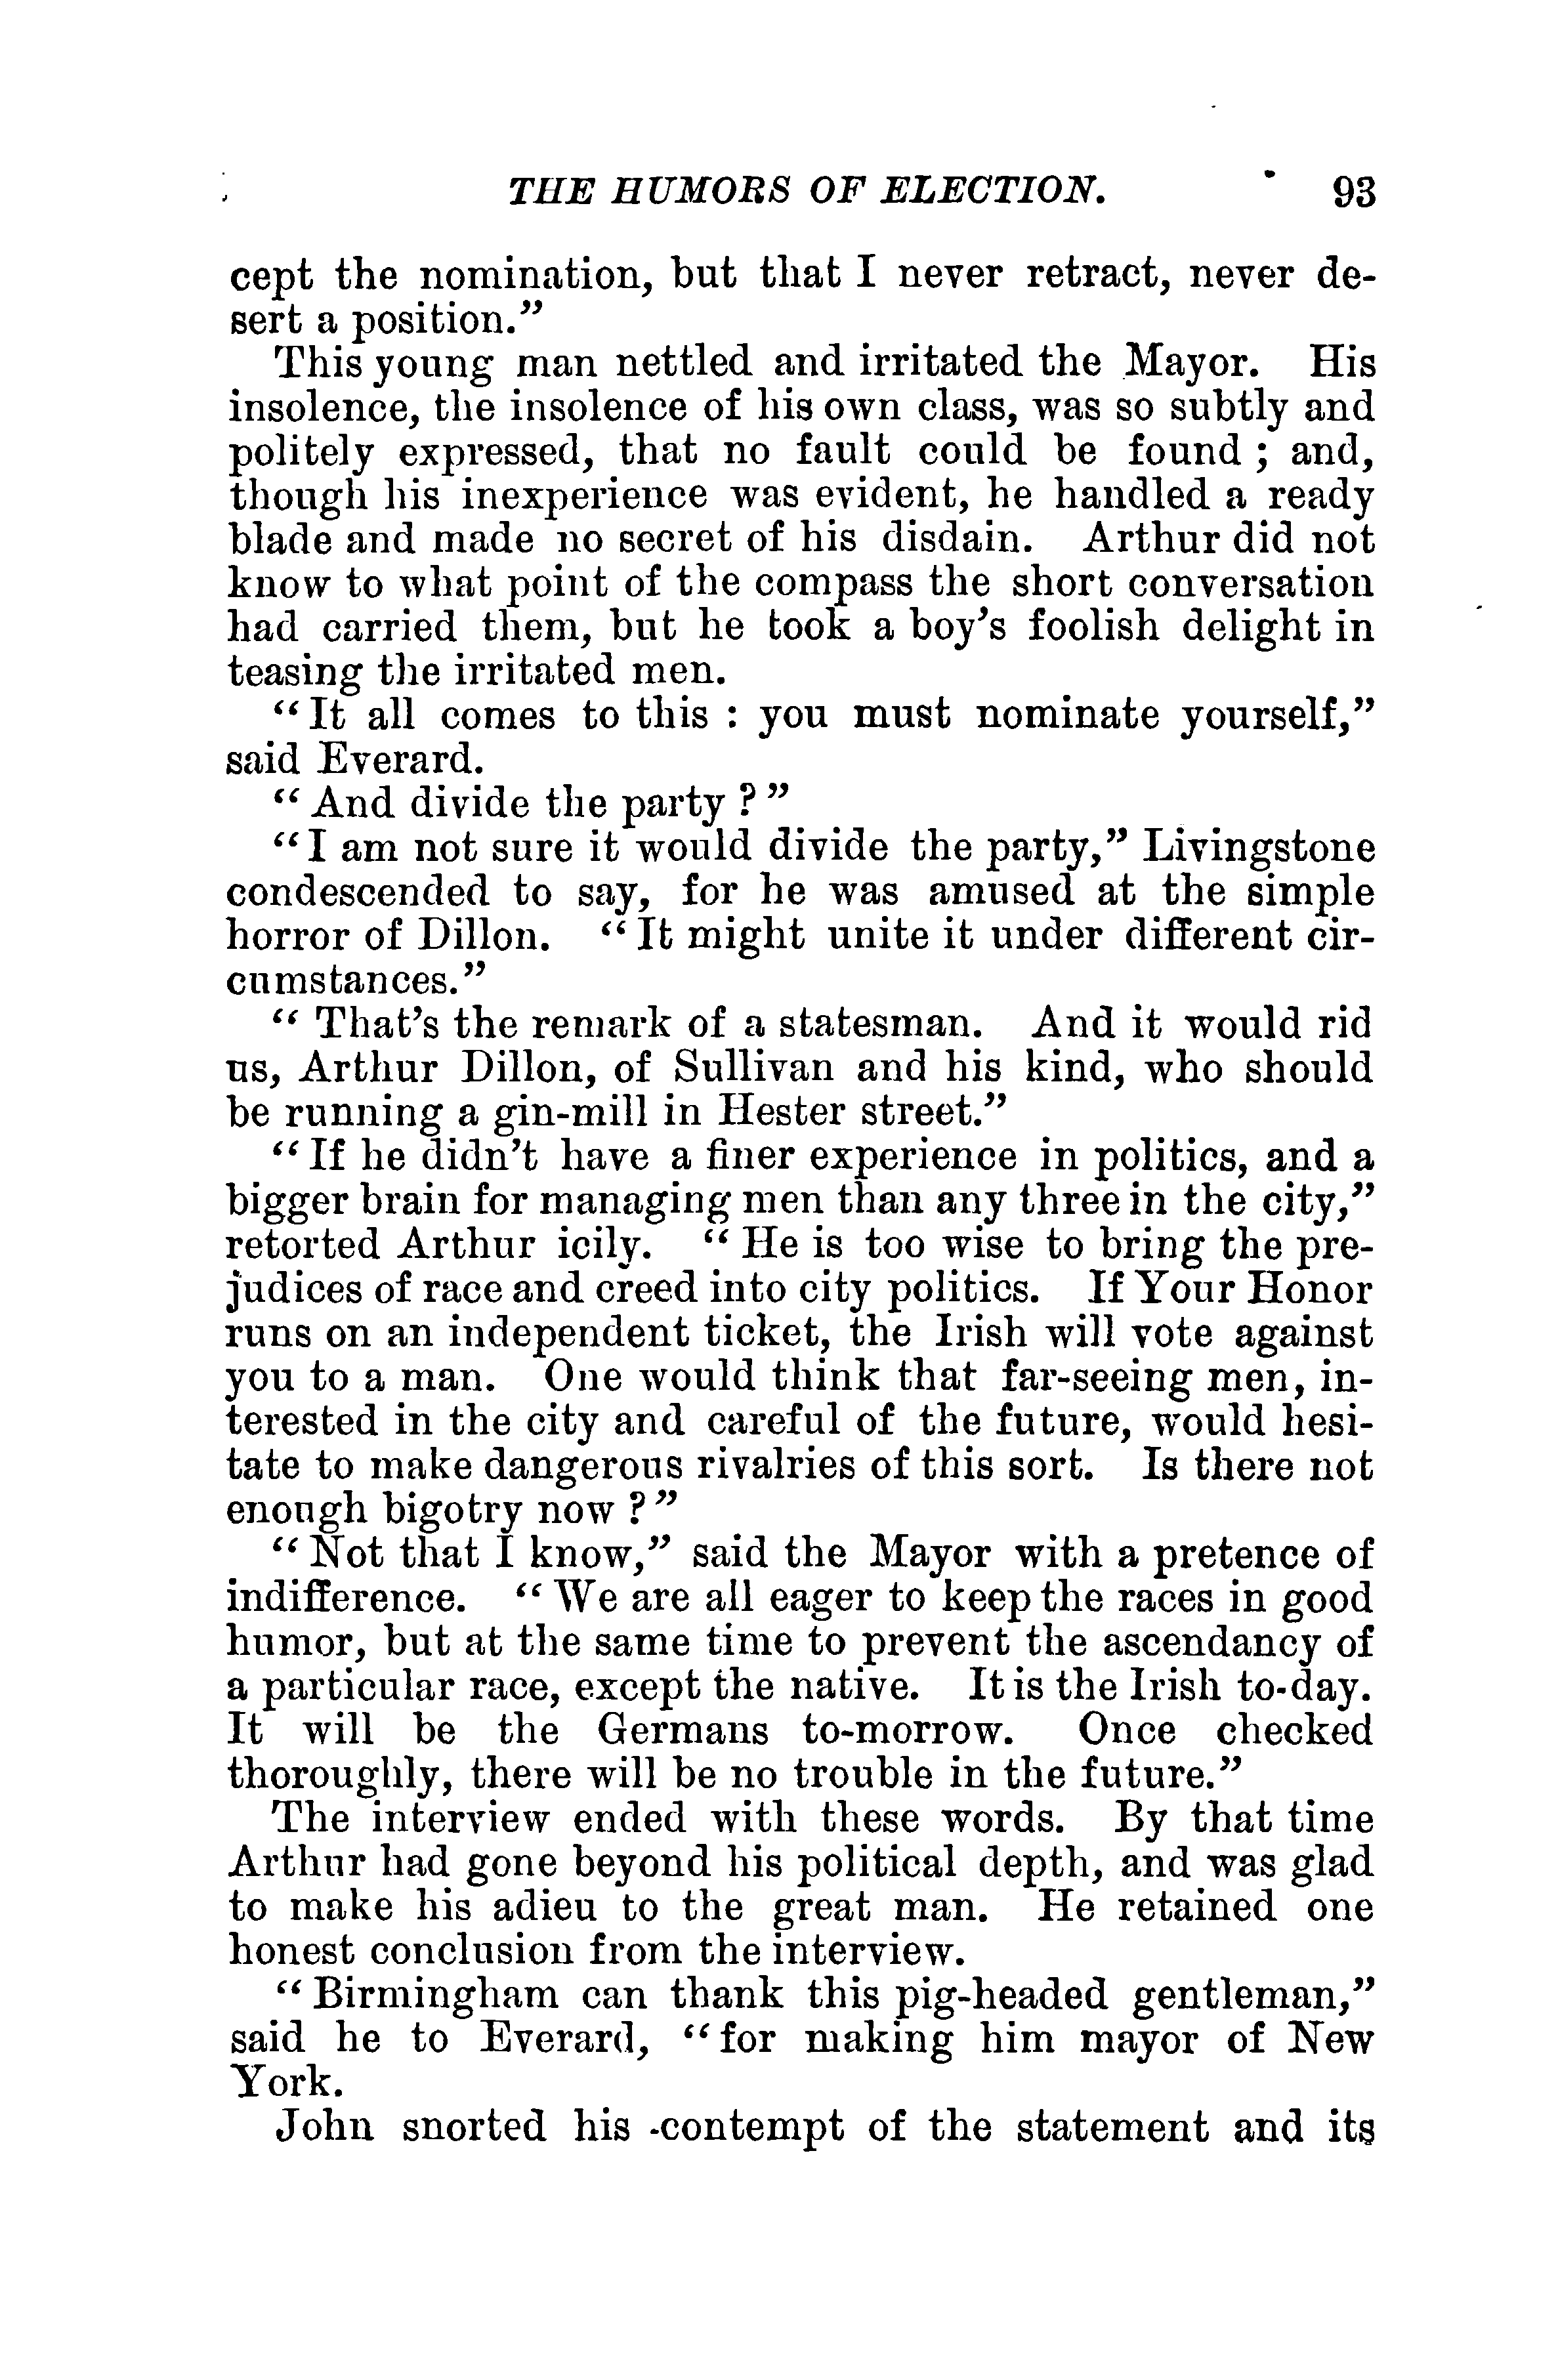 THE HUMORS OF ELECTION. 93
cept the nomination, but that I never retract, never de-
sert a position.”
This young man nettled and irritated the Mayor. His
insolence, the insolence of his own class, was so subtly and
politely expressed, that no fault could be found ; and,
though his inexperience was evident, he handled a ready
blade and made no secret of his disdain. Arthur did not
know to what point of the compass the short conversation
had carried them, but he took a boy’s foolish delight in
teasing the irritated men.
“It all comes to this : you must nominate yourself,”
said Everard.
“ And divide the party ? ”
“I am not sure it would divide the party,” Livingstone
condescended to say, for he was amused at the simple
horror of Dillon. “ It might unite it under different cir-
cumstances.”
“ That’s the remark of a statesman. And it would rid
us, Arthur Dillon, of Sullivan and his kind, who should
be running a gin-mill in Hester street.”
“If he didn’t have a finer experience in politics, and a
bigger brain for managing men than any three in the city,”
retorted Arthur icily. “ He is too wise to bring the pre-
judices of race and creed into city politics. If Your Honor
runs on an independent ticket, the Irish will vote against
you to a man. One would think that far-seeing men, in-
terested in the city and careful of the future, would hesi-
tate to make dangerous rivalries of this sort. Is there not
enough bigotry now ? ”
“ Not that I know,” said the Mayor with a pretence of
indifference. “ We are all eager to keep the races in good
humor, but at the same time to prevent the ascendancy of
a particular race, except the native. It is the Irish to-day.
It will be the Germans to-morrow. Once checked
thoroughly, there will be no trouble in the future.”
The interview ended with these words. By that time
Arthur had gone beyond his political depth, and was glad
to make his adieu to the great man. He retained one
honest conclusion from the interview.
“ Birmingham can thank this pig-headed gentleman,”
said he to Everard, “for making him mayor of New
York.
John snorted his contempt of the statement and its